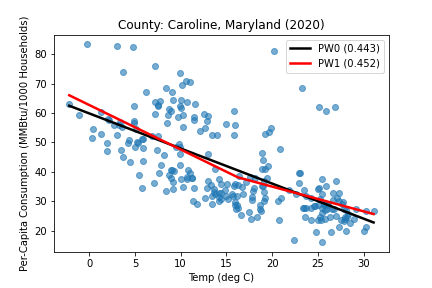 County: Caroline, Maryland (2020)
Per-Capita Consumption (MMBtu/1000 Households)
80
70
60
50
40
30
20
PW0 (0.443)
PW1 (0.452)
0 5 10 15 20 25 30
Temp (deg C)